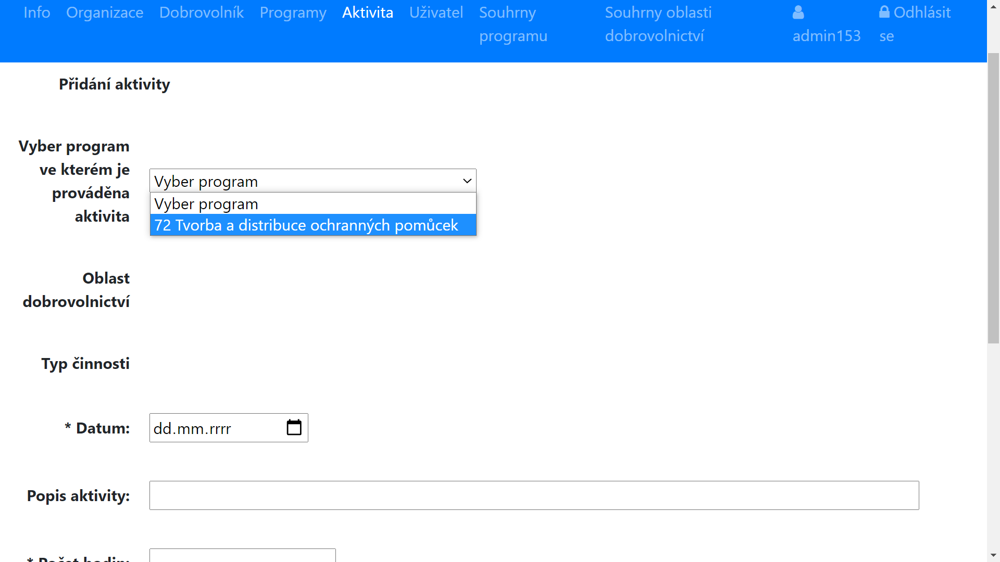 Info Organizace Dobrovolník Programy Aktivita Uživatel Souhrny programu Souhrny oblasti dobrovolnictví admin153 Odhlásit se
Přidání aktivity
Vyber program
ve kterém je
prováděna
aktivita
Vyber program
Vyber program
72 Tvorba a distribuce ochranných pomůcek
Oblast
dobrovolnictví
Typ činnosti
* Datum:
dd.mm.rrrr
Popis aktivity:
* Počet hodin: